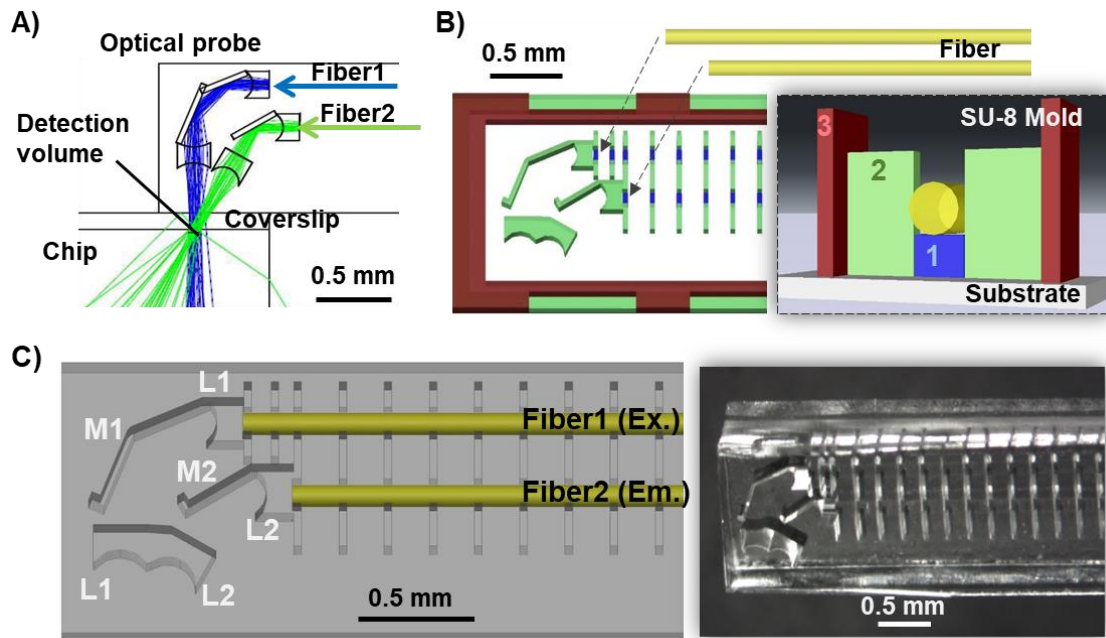 A)
Optical probe
Fiber1
Fiber2
Detection
volume
Coverslip
Chip
0.5 mm
B)
0.5 mm
Fiber
SU-8 Mold
3
2
1
Substrate
C)
L1
M1
Fiber1 (Ex.)
M2
Fiber2 (Em.)
L2
L1
L2
0.5 mm
0.5 mm